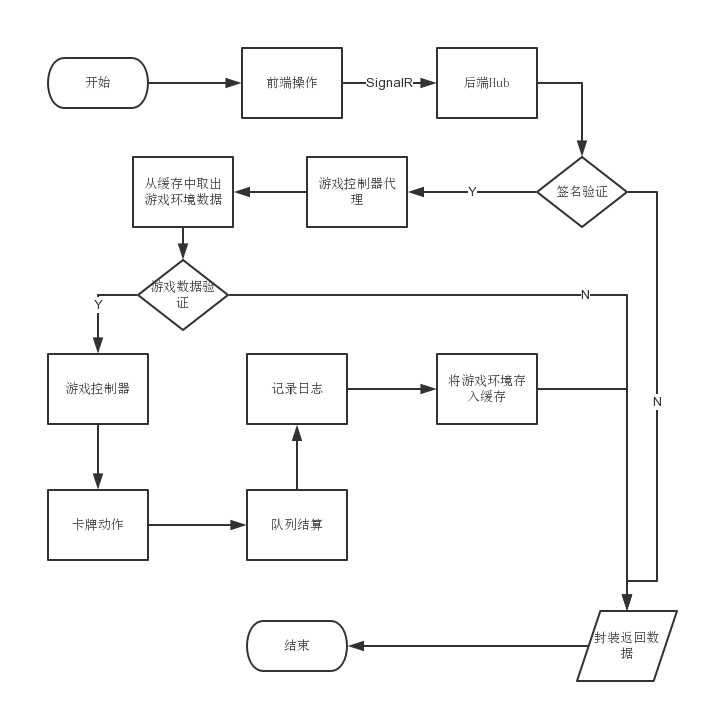 开始
前端操作
SignalR
后端Hub
从缓存中取出
游戏环境数据
游戏控制器代
理
Y
签名验证
游戏数据验
证
Y
N
游戏控制器
记录日志
将游戏环境存
入缓存
N
卡牌动作
队列结算
结束
封装返回数
据